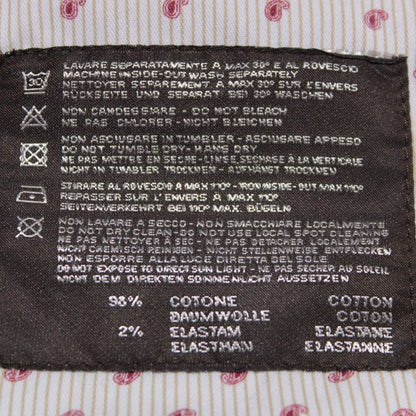 LAVARE SEPARATAMENTE A MAX 30° E AL ROVESCIO
MACHINE INSIDE-OUT WASH SEPARATELY
NETTOYER SEPAREMENT A MAX 30° SUR L'ENVERS
RÜCKSEITE UND SEPARAT BEI 30° WASCHEN
30
NON CANDEGGIARE - DO NOT BLEACH
NE PAS CHLORER - NICHT BLEICHEN
NON ASCIUGARE IN TUMBLER - ASCIUGARE APPESO
DO NOT TUMBLE DRY - HANG DRY
NE PAS METTRE EN SECHE-LINGE, SECHAGE A LA VERTICALE
NICHT IN TUMBLER TROCKNEN - AUFHÄNGT TROCKNEN
STIRARE AL ROVESCIO A MAX 110° - IRON INSIDE-OUT MAX 110°
REPASSER SUR L'ENVERS A MAX 110°
SEITENVERKEHRT BEI 110° MAX. BÜGELN
NON LAVARE A SECCO - NON SMACCHIARE LOCALMENTE
DO NOT DRY CLEAN - DO NOT USE LOCAL SPOT CLEANING
NE PAS NETTOYER A SEC - NE PAS DETACHER LOCALEMENT
NICHT CHEMISCH REINIGEN - NICHT STELLENWEISE ENTFLECKEN
NON ESPORRE ALLA LUCE DIRETTA DEL SOLE
DO NOT EXPOSE TO DIRECT SUN LIGHT - NE PAS SECHER AU SOLEIL
NICHT DEM DIREKTEN SONNENLICHT AUSSETZEN
98% COTONE COTTON
BAUMWOLLE COTON
2% ELASTAM ELASTANE
ELASTHAN ELASTANNE